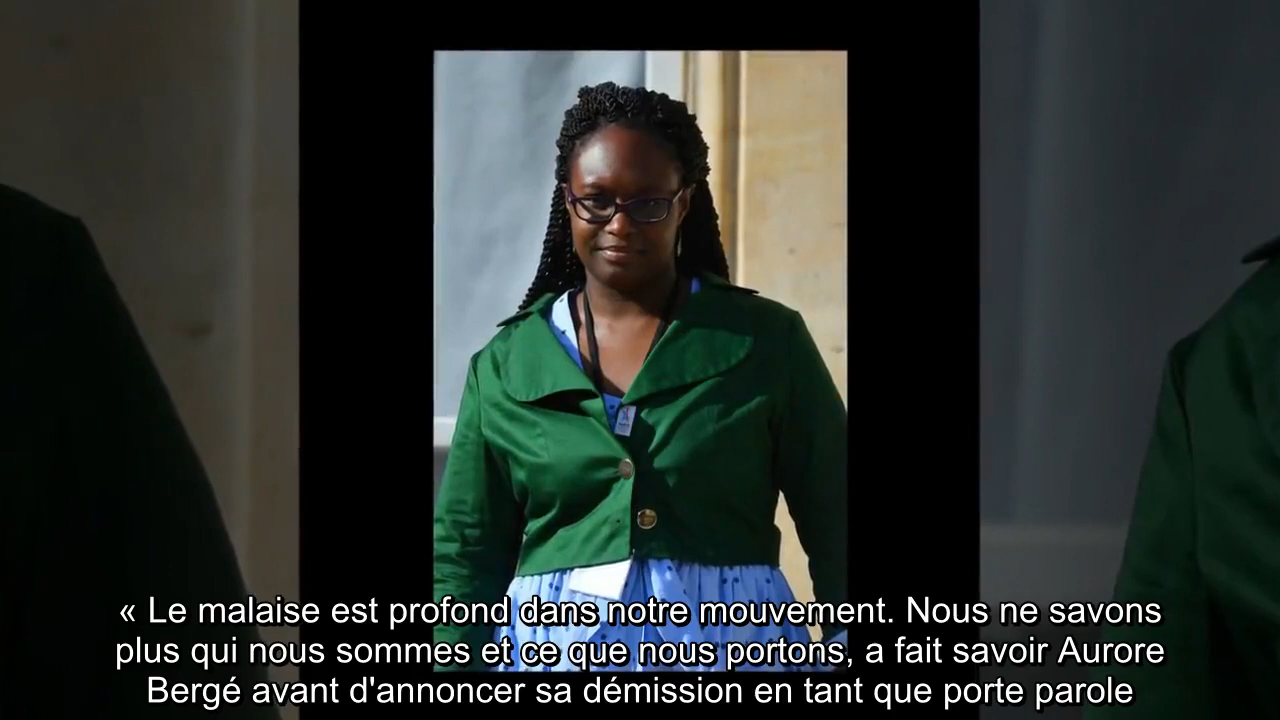 « Le malaise est profond dans notre mouvement. Nous ne savons
plus qui nous sommes et ce que nous portons, a fait savoir Aurore
Bergé avant d'annoncer sa démission en tant que porte parole